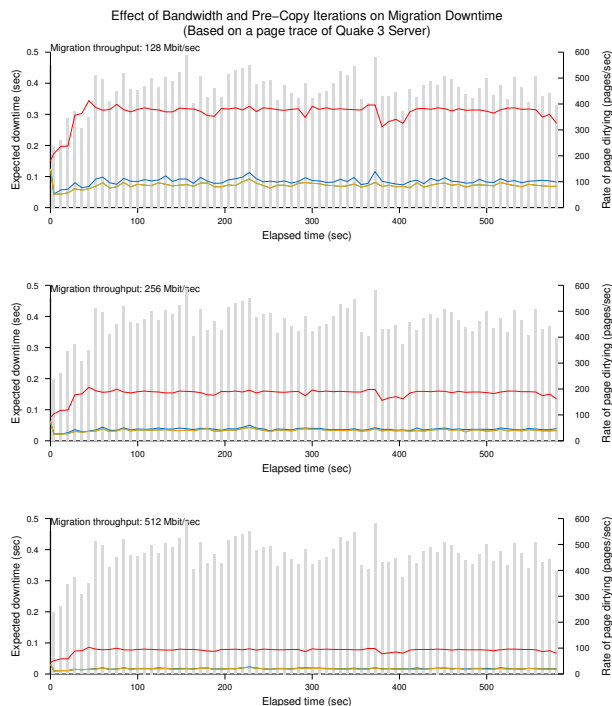 Effect of Bandwidth and Pre−Copy Iterations on Migration Downtime
(Based on a page trace of Quake 3 Server)
Migration throughput: 128 Mbit/sec
Expected downtime (sec)
0.5
0.4
0.3
0.2
0.1
0
600
500
400
300
200
100
0
Rate of page dirtying (pages/sec)
0 100 200 300 400 500
Elapsed time (sec)
Migration throughput: 256 Mbit/sec
Expected downtime (sec)
0.5
0.4
0.3
0.2
0.1
0
600
500
400
300
200
100
0
Rate of page dirtying (pages/sec)
0 100 200 300 400 500
Elapsed time (sec)
Migration throughput: 512 Mbit/sec
Expected downtime (sec)
0.5
0.4
0.3
0.2
0.1
0
600
500
400
300
200
100
0
Rate of page dirtying (pages/sec)
0 100 200 300 400 500
Elapsed time (sec)